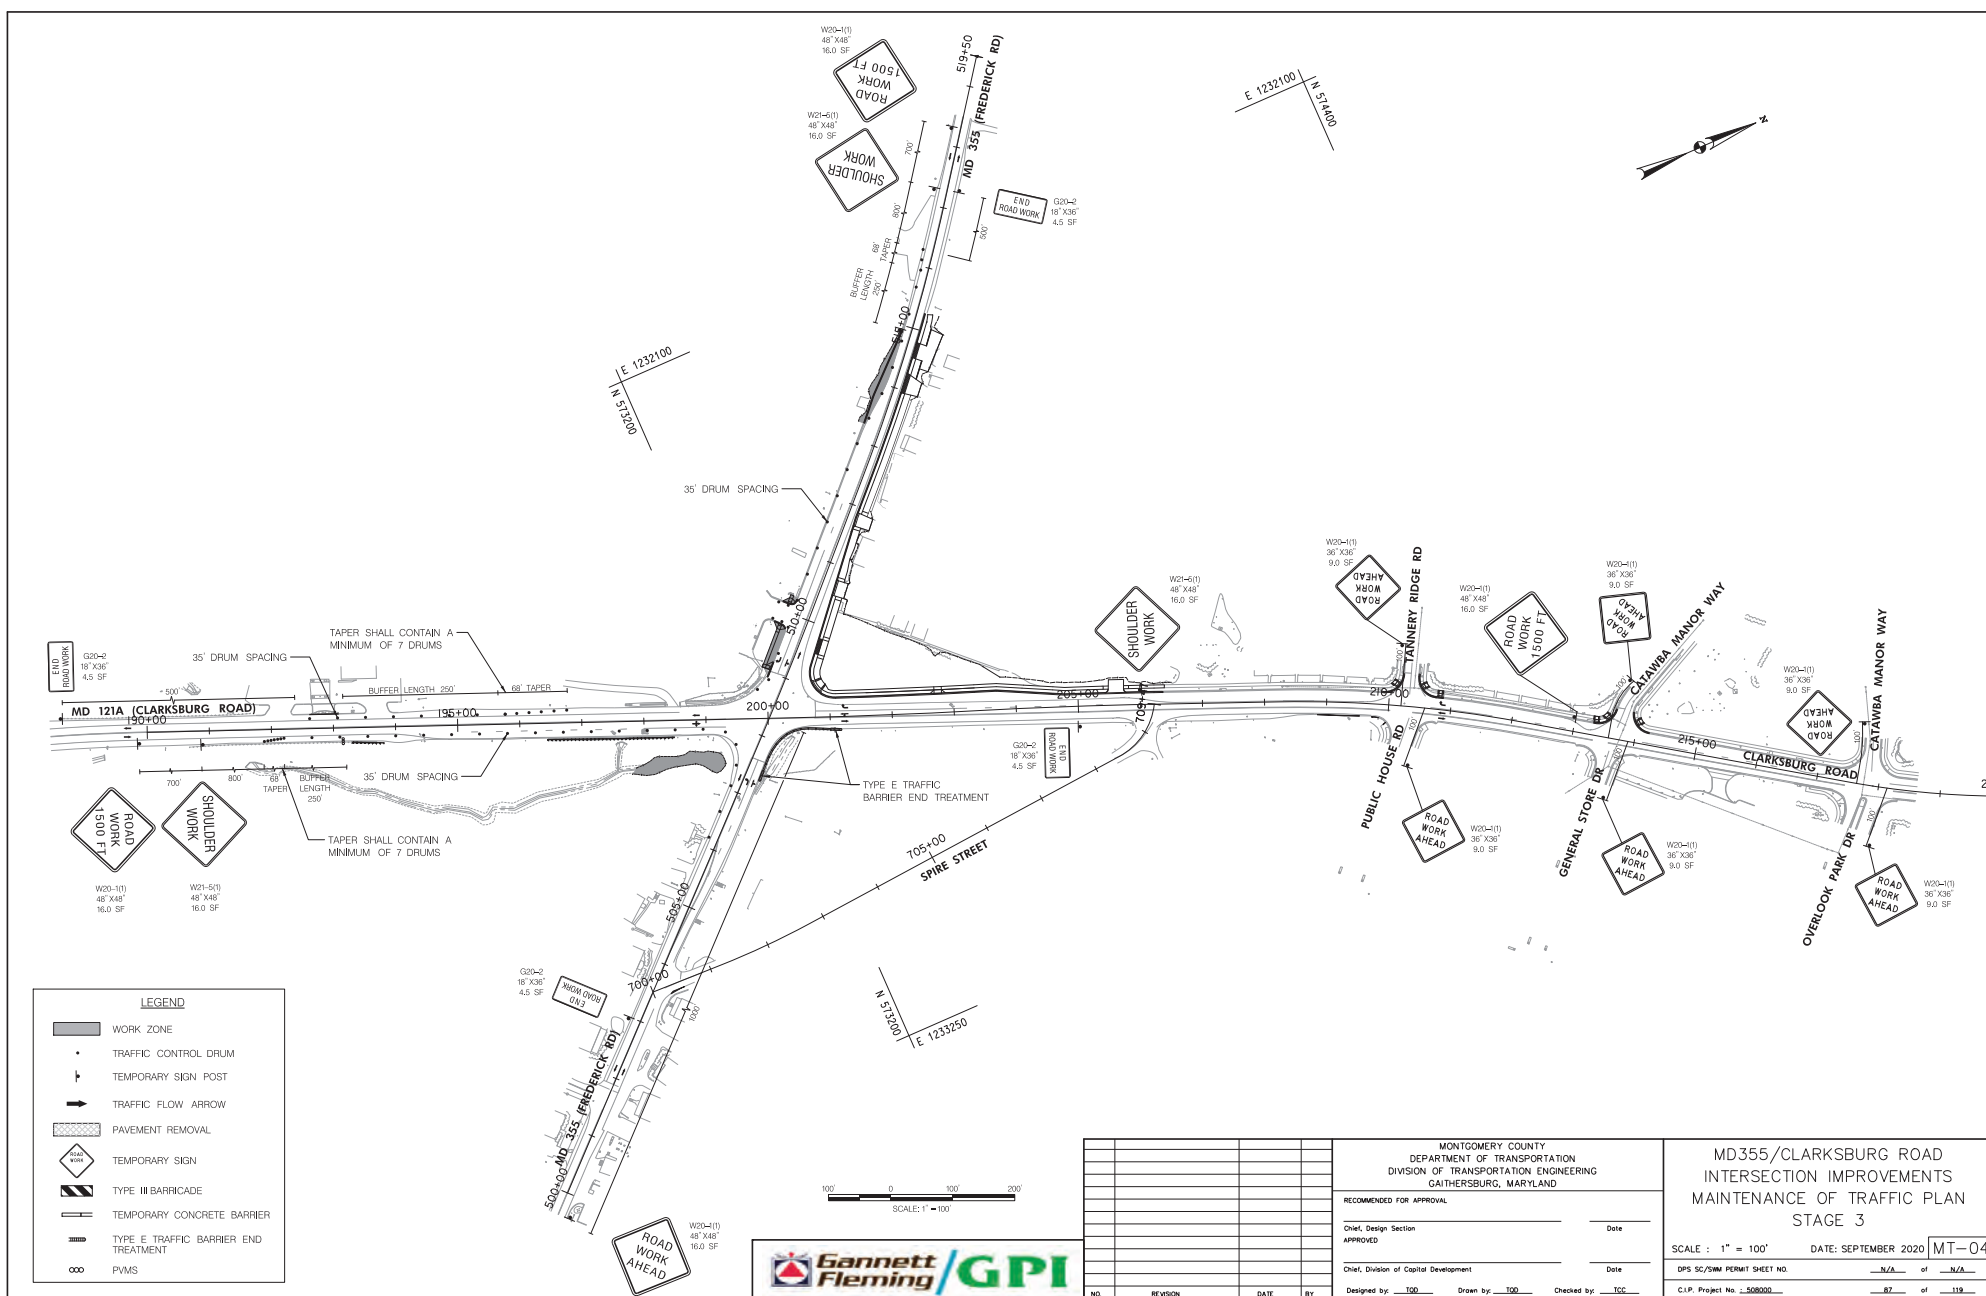 W20-1(1)
48"X48"
16.0 SF
ROAD
WORK
1500 FT
W21-5(1)
48"X48"
16.0 SF
SHOULDER
WORK
519+50
MD 355 (FREDERICK RD)
700'
800'
68'
TAPER
BUFFER
LENGTH
250'
END
ROAD WORK
G20-2
18"X36"
4.5 SF
500'
E 1232100
N 574400
N
E 1232100
N 573200
35' DRUM SPACING
510+00
TAPER SHALL CONTAIN A
MINIMUM OF 7 DRUMS
35' DRUM SPACING
END
ROAD WORK
G20-2
18"X36"
4.5 SF
500'
BUFFER LENGTH 250'
68' TAPER
MD 121A (CLARKSBURG ROAD)
190+00
195+00
200+00
205+00
709+
210+00
215+00
CLARKSBURG ROAD
2
W21-5(1)
48"X48"
16.0 SF
SHOULDER
WORK
W20-1(1)
36"X36"
9.0 SF
ROAD
WORK
AHEAD
100'
TANNERY RIDGE RD
W20-1(1)
48"X48"
16.0 SF
ROAD
WORK
1500 FT
W20-1(1)
36"X36"
9.0 SF
ROAD
WORK
AHEAD
100'
CATAWBA MANOR WAY
W20-1(1)
36"X36"
9.0 SF
ROAD
WORK
AHEAD
100'
CATAWBA MANOR WAY
700'
800'
68'
TAPER
BUFFER
LENGTH
250'
35' DRUM SPACING
TAPER SHALL CONTAIN A
MINIMUM OF 7 DRUMS
ROAD
WORK
1500 FT
SHOULDER
WORK
W20-1(1)
48"X48"
16.0 SF
W21-5(1)
48"X48"
16.0 SF
TYPE E TRAFFIC
BARRIER END TREATMENT
G20-2
18"X36"
4.5 SF
END
ROAD WORK
705+00
SPIRE STREET
PUBLIC HOUSE RD
100'
ROAD
WORK
AHEAD
W20-1(1)
36"X36"
9.0 SF
GENERAL STORE DR
100'
ROAD
WORK
AHEAD
W20-1(1)
36"X36"
9.0 SF
OVERLOOK PARK DR
100'
ROAD
WORK
AHEAD
W20-1(1)
36"X36"
9.0 SF
505+00
700+00
1000'
G20-2
18"X36"
4.5 SF
END
ROAD WORK
N 573200
E 1233250
MD 355 (FREDERICK RD)
500+00
ROAD
WORK
AHEAD
W20-1(1)
48"X48"
16.0 SF
LEGEND
WORK ZONE
TRAFFIC CONTROL DRUM
TEMPORARY SIGN POST
TRAFFIC FLOW ARROW
PAVEMENT REMOVAL
ROAD
WORK
TEMPORARY SIGN
TYPE III BARRICADE
TEMPORARY CONCRETE BARRIER
TYPE E TRAFFIC BARRIER END
TREATMENT
PVMS
100' 0 100' 200'
SCALE: 1" = 100'
Gannett
Fleming
GPI
NO. REVISION DATE BY
MONTGOMERY COUNTY
DEPARTMENT OF TRANSPORTATION
DIVISION OF TRANSPORTATION ENGINEERING
GAITHERSBURG, MARYLAND
RECOMMENDED FOR APPROVAL
Chief, Design Section Date
APPROVED
Chief, Division of Capital Development Date
Designed by: TQD Drawn by: TQD Checked by: TCC
MD355/CLARKSBURG ROAD
INTERSECTION IMPROVEMENTS
MAINTENANCE OF TRAFFIC PLAN
STAGE 3
SCALE : 1" = 100' DATE: SEPTEMBER 2020 MT-04
DPS SC/SWM PERMIT SHEET NO. N/A of N/A
C.I.P. Project No. : 508000 87 of 119